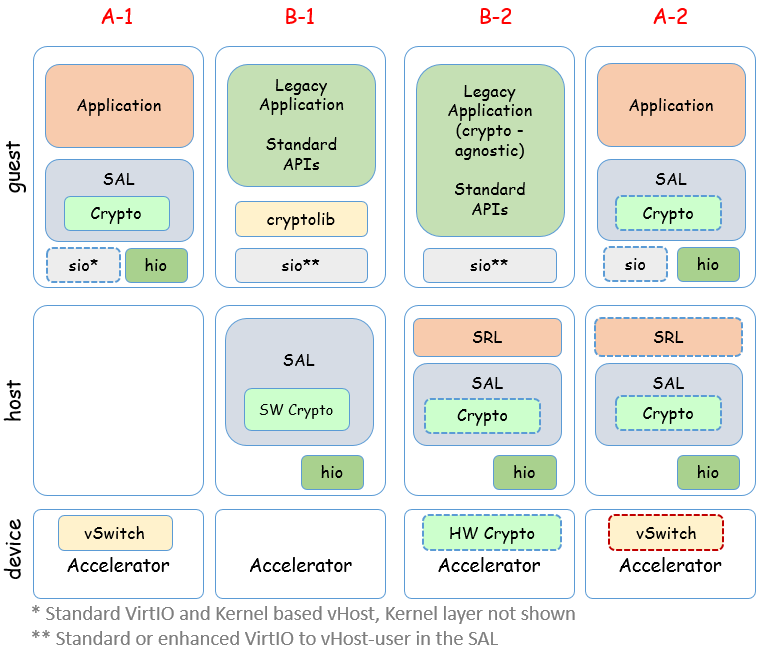 A-1
B-1
B-2
A-2
guest
Application
SAL
Crypto
sio*
hio
Legacy
Application
Standard
APIs
cryptolib
sio**
Legacy
Application
(crypto -
agnostic)
Standard
APIs
sio**
Application
SAL
Crypto
sio
hio
host
SAL
SW Crypto
hio
SRL
SAL
Crypto
hio
SRL
SAL
Crypto
hio
device
vSwitch
Accelerator
Accelerator
HW Crypto
Accelerator
vSwitch
Accelerator
* Standard VirtIO and Kernel based vHost, Kernel layer not shown
** Standard or enhanced VirtIO to vHost-user in the SAL